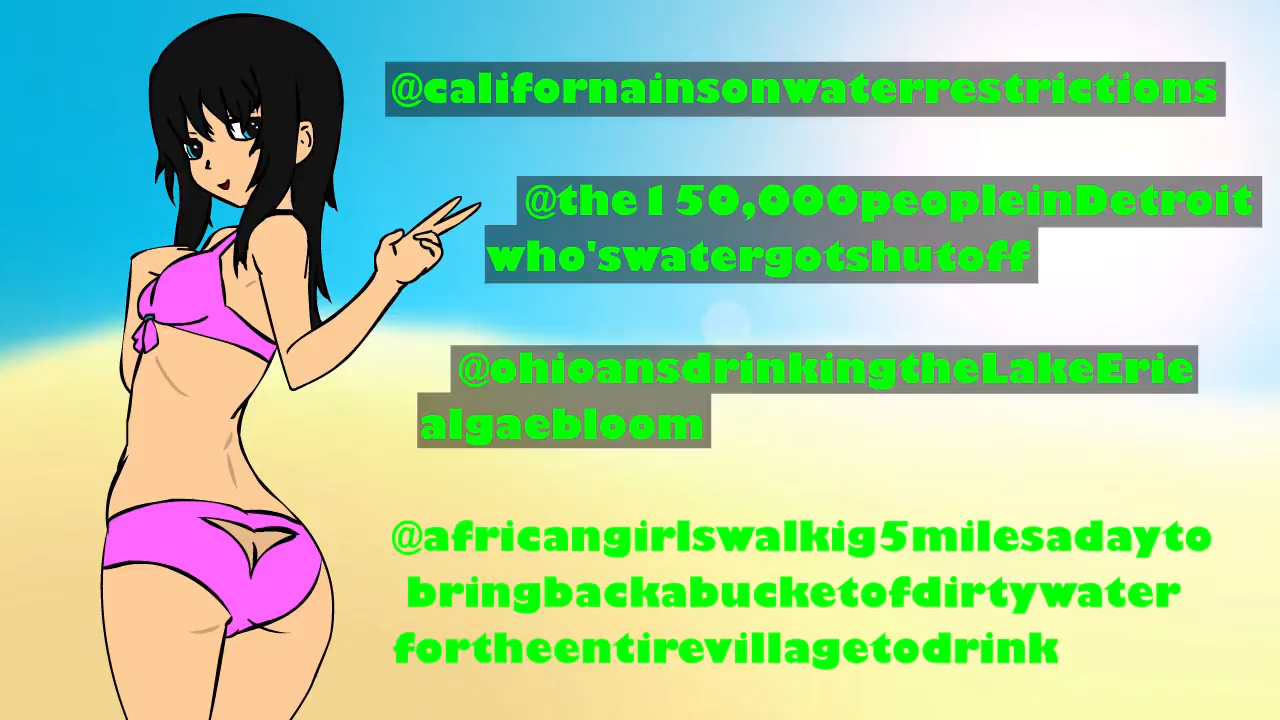 @californainsonwaterrestrictions
@the150,000peopleinDetroit
who'swatergotshutoff
@ohioansdrinkingtheLakeErie
algaebloom
@africangirlswalkig5milesadayto
bringbackabucketofdirtywater
fortheentirevillagetodrink